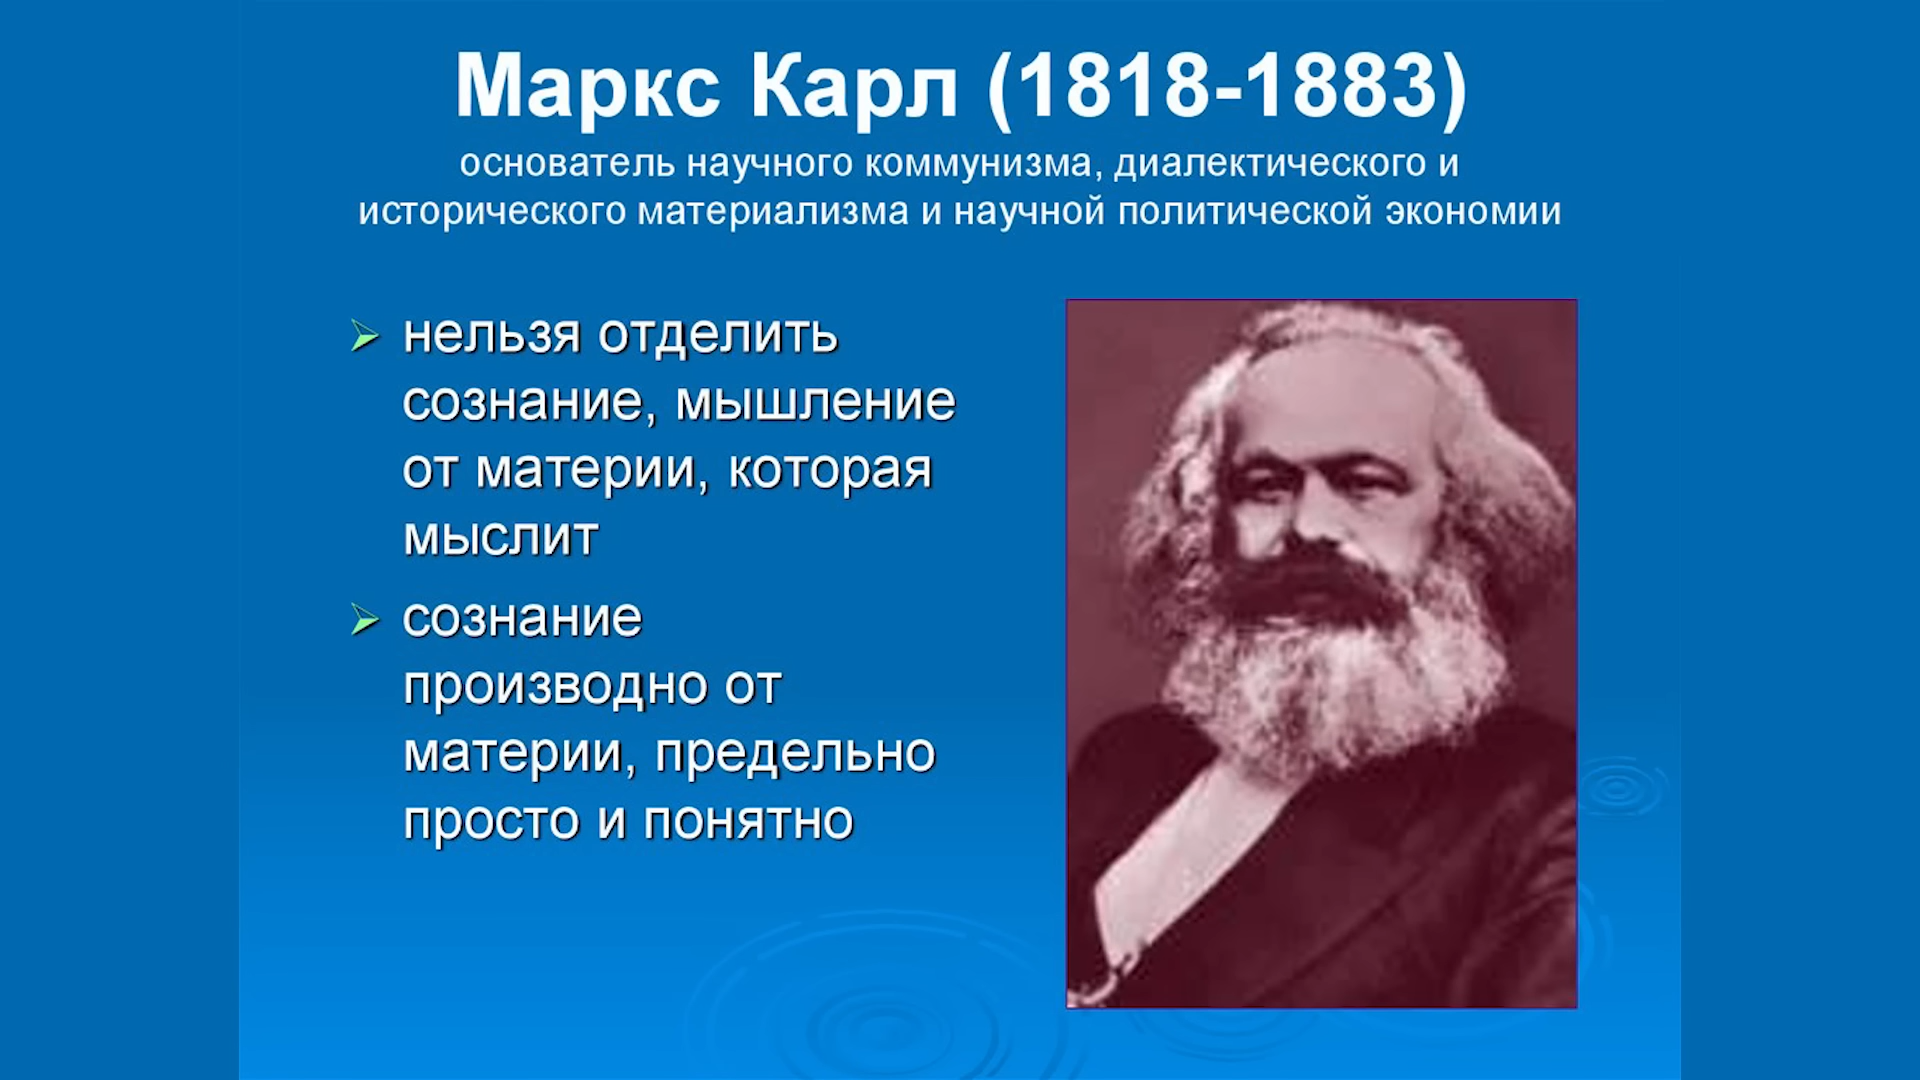 Маркс Карл (1818-1883)
основатель научного коммунизма, диалектического и
исторического материализма и научной политической экономии
нельзя отделить
сознание, мышление
от материи, которая
мыслит
сознание
производно от
материи, предельно
просто и понятно